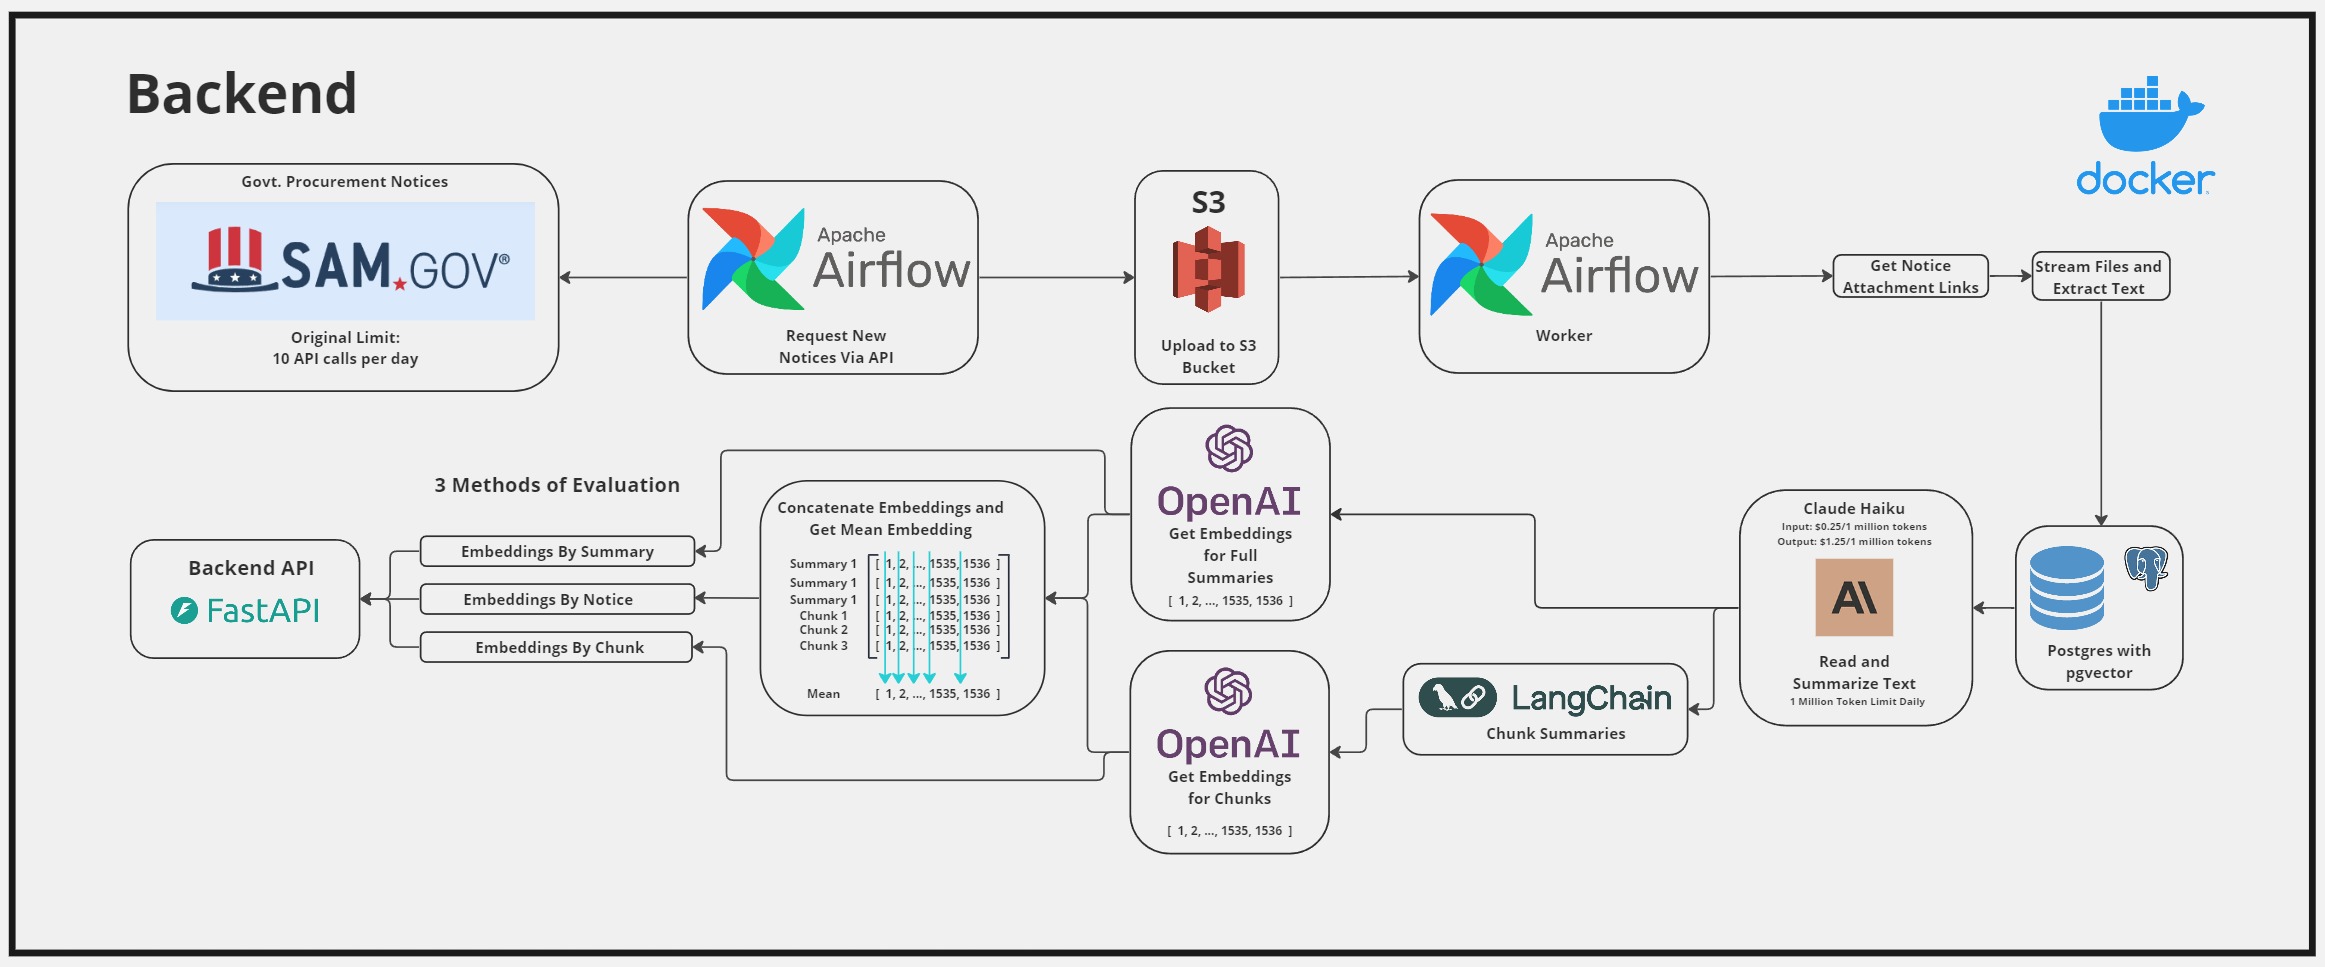 Backend
docker
Govt. Procurement Notices
SAM.GOV®
Original Limit:
10 API calls per day
Apache
Airflow
Request New
Notices Via API
S3
Upload to S3
Bucket
Apache
Airflow
Worker
Get Notice
Attachment Links
Stream Files and
Extract Text
Postgres with
pgvector
Claude Haiku
Input: $0.25/1 million tokens
Output: $1.25/1 million tokens
A\
Read and
Summarize Text
1 Million Token Limit Daily
LangChain
Chunk Summaries
OpenAI
Get Embeddings
for Full
Summaries
[ 1, 2, ..., 1535, 1536 ]
OpenAI
Get Embeddings
for Chunks
[ 1, 2, ..., 1535, 1536 ]
Concatenate Embeddings and
Get Mean Embedding
Summary 1 [ 1, 2, ..., 1535, 1536 ]
Summary 1 [ 1, 2, ..., 1535, 1536 ]
Summary 1 [ 1, 2, ..., 1535, 1536 ]
Chunk 1 [ 1, 2, ..., 1535, 1536 ]
Chunk 2 [ 1, 2, ..., 1535, 1536 ]
Chunk 3 [ 1, 2, ..., 1535, 1536 ]
Mean [ 1, 2, ..., 1535, 1536 ]
3 Methods of Evaluation
Embeddings By Summary
Embeddings By Notice
Embeddings By Chunk
Backend API
FastAPI